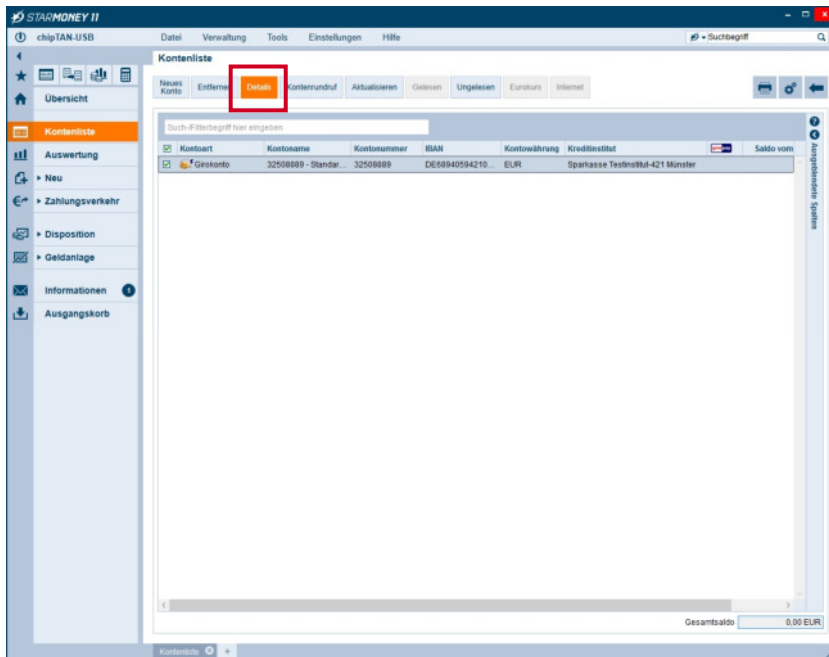 STARMONEY 11
chipTAN-USB
Datei Verwaltung Tools Einstellungen Hilfe
Suchbegriff
Kontenliste
Neues Konto Entfernen Details Kontenrundruf Aktualisieren Gelesen Ungelesen Eurokurs Internet
Übersicht
Kontenliste
Auswertung
Neu
Zahlungsverkehr
Disposition
Geldanlage
Informationen 1
Ausgangskorb
Such-/Filterbegriff hier eingeben
Kontoart Kontoname Kontonummer IBAN Kontowährung Kreditinstitut Saldo vom
Girokonto 32508889 - Standar... 32508889 DE68940594210... EUR Sparkasse Testinstitut-421 Münster
Ausgeblendete Spalten
Gesamtsaldo 0,00 EUR
Kontenliste